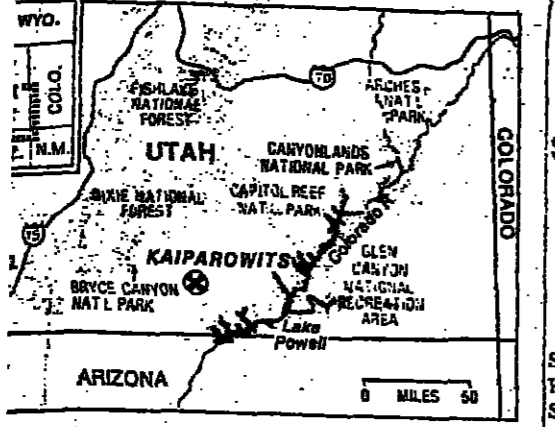 WYO.
COLO.
N.M.
70
FISHLAKE
NATIONAL
FOREST
ARCHES
NAT'L
PARK
UTAH
CANYONLANDS
NATIONAL PARK
COLORADO
DIXIE NATIONAL
FOREST
CAPITOL REEF
NAT'L PARK
Colorado R.
15
KAIPAROWITS
GLEN
CANYON
NATIONAL
RECREATION
AREA
BRYCE CANYON
NAT'L PARK
Lake
Powell
ARIZONA
0 MILES 50